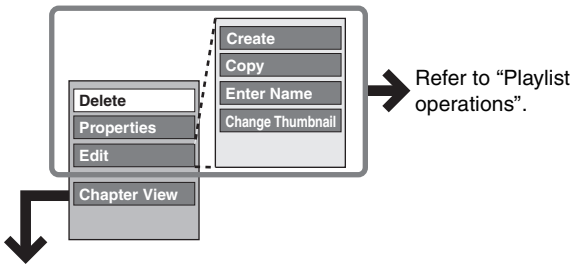 Delete
Properties
Edit
Chapter View
Create
Copy
Enter Name
Change Thumbnail
Refer to “Playlist
operations”.